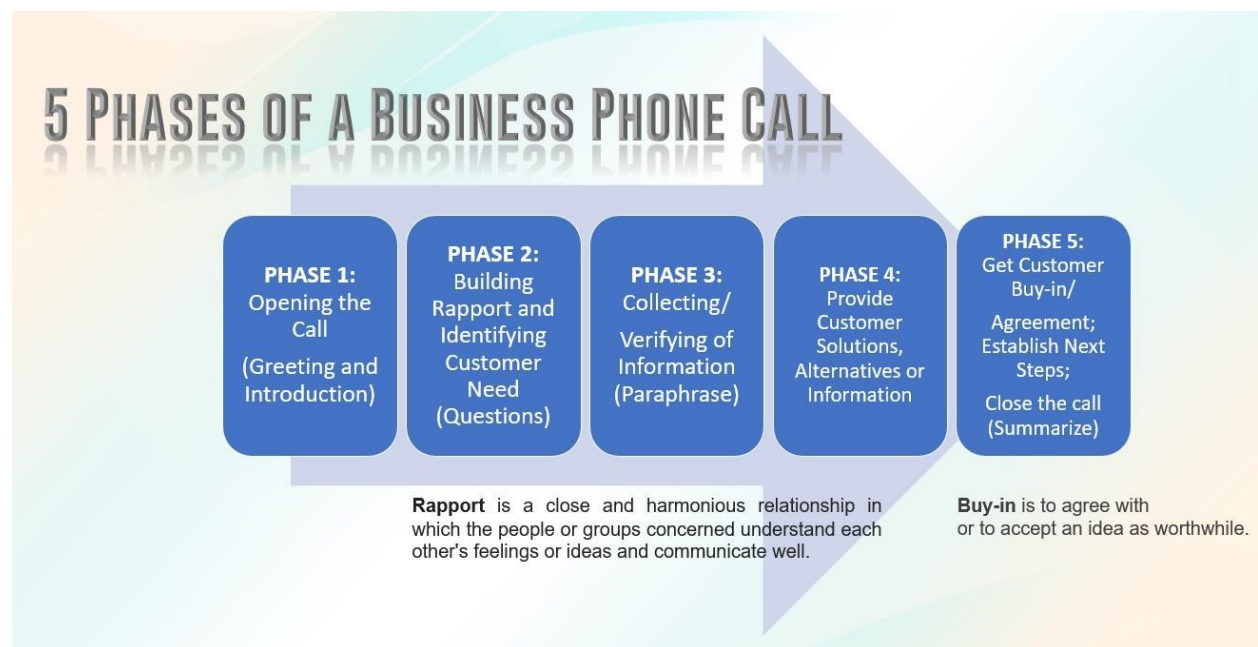 5 PHASES OF A BUSINESS PHONE CALL
PHASE 1:
Opening the
Call
(Greeting and
Introduction)
PHASE 2:
Building
Rapport and
Identifying
Customer
Need
(Questions)
PHASE 3:
Collecting/
Verifying of
Information
(Paraphrase)
PHASE 4:
Provide
Customer
Solutions,
Alternatives or
Information
PHASE 5:
Get Customer
Buy-in/
Agreement;
Establish Next
Steps;
Close the call
(Summarize)
Rapport is a close and harmonious relationship in
which the people or groups concerned understand each
other's feelings or ideas and communicate well.
Buy-in is to agree with
or to accept an idea as worthwhile.